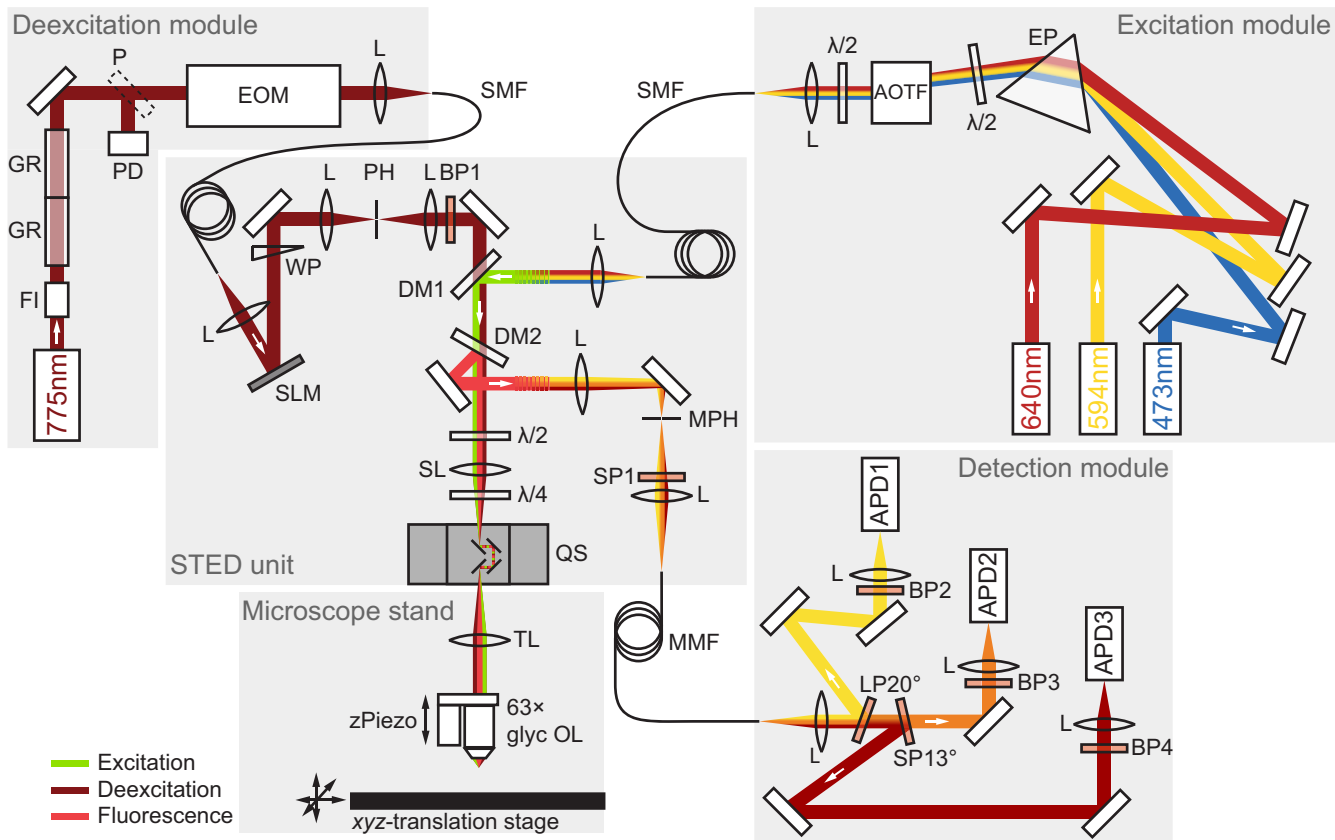 Deexcitation module
P
L
EOM
SMF
GR
PD
GR
FI
775nm
SMF
Excitation module
EP
λ/2
AOTF
L
λ/2
640nm
594nm
473nm
L
PH
L
BP1
WP
L
DM1
L
DM2
L
SLM
MPH
λ/2
SL
SP1
L
λ/4
QS
STED unit
Microscope stand
TL
zPiezo
63×
glyc OL
xyz-translation stage
MMF
Detection module
APD1
L
BP2
APD2
L
BP3
APD3
L
BP4
LP20°
L
SP13°
Excitation
Deexcitation
Fluorescence